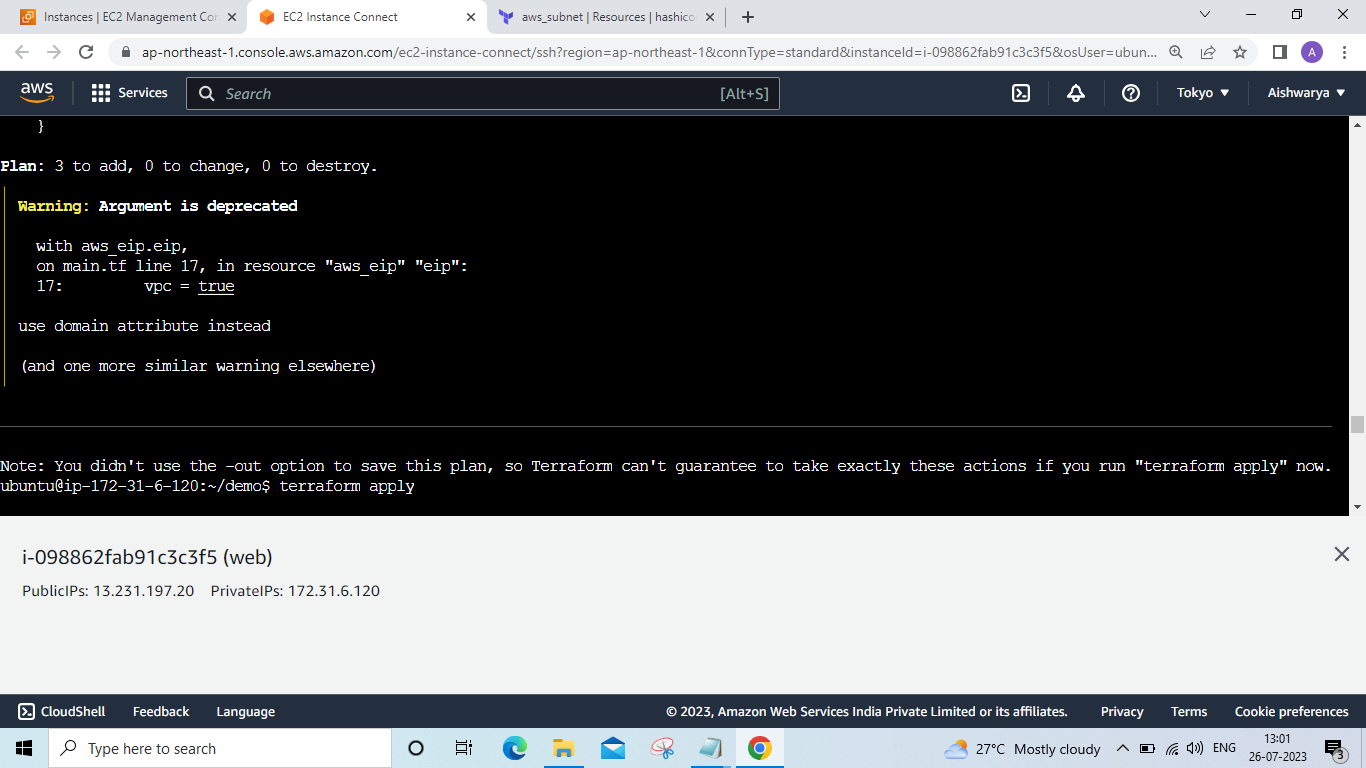 Instances | EC2 Management Con
EC2 Instance Connect
aws_subnet | Resources | hashico
ap-northeast-1.console.aws.amazon.com/ec2-instance-connect/ssh?region=ap-northeast-1&connType=standard&instanceId=i-098862fab91c3c3f5&osUser=ubun...
A
aws
Services
Search
[Alt+S]
Tokyo
Aishwarya
}
Plan: 3 to add, 0 to change, 0 to destroy.
Warning: Argument is deprecated
with aws_eip.eip,
on main.tf line 17, in resource "aws_eip" "eip":
17: vpc = true
use domain attribute instead
(and one more similar warning elsewhere)
Note: You didn't use the -out option to save this plan, so Terraform can't guarantee to take exactly these actions if you run "terraform apply" now.
ubuntu@ip-172-31-6-120:~/demo$ terraform apply
i-098862fab91c3c3f5 (web)
PublicIPs: 13.231.197.20 PrivateIPs: 172.31.6.120
CloudShell Feedback Language © 2023, Amazon Web Services India Private Limited or its affiliates. Privacy Terms Cookie preferences
Type here to search
27°C Mostly cloudy
ENG
13:01
26-07-2023
3